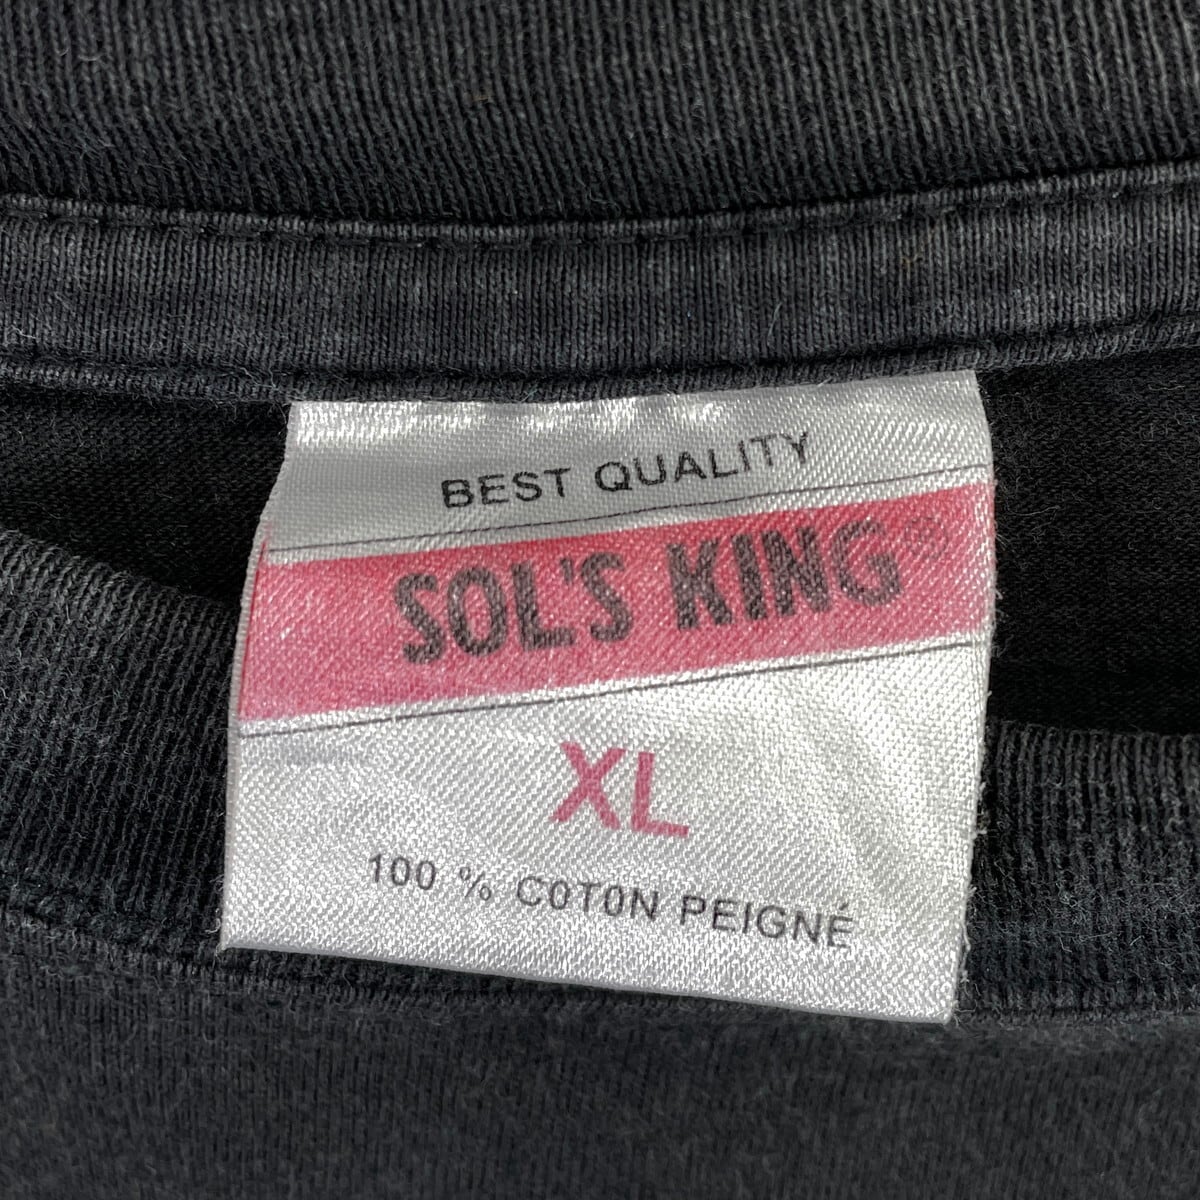 BEST QUALITY
SOL'S KING®
XL
100 % COTON PEIGNÉ